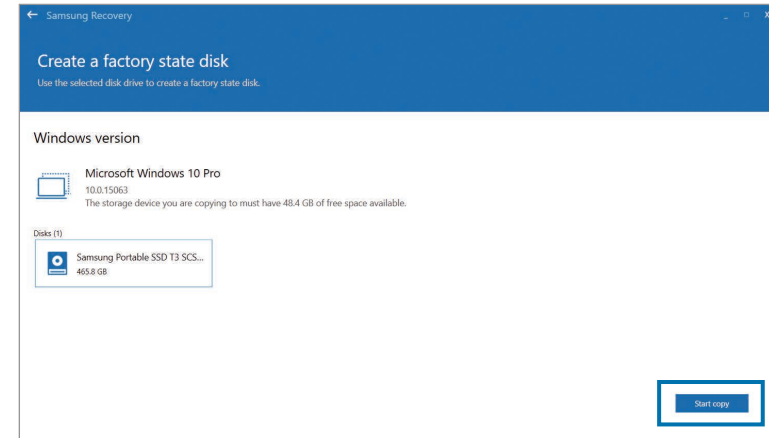 Samsung Recovery
Create a factory state disk
Use the selected disk drive to create a factory state disk.
Windows version
Microsoft Windows 10 Pro
10.0.15063
The storage device you are copying to must have 48.4 GB of free space available.
Disks (1)
Samsung Portable SSD T3 SCS...
465.8 GB
Start copy